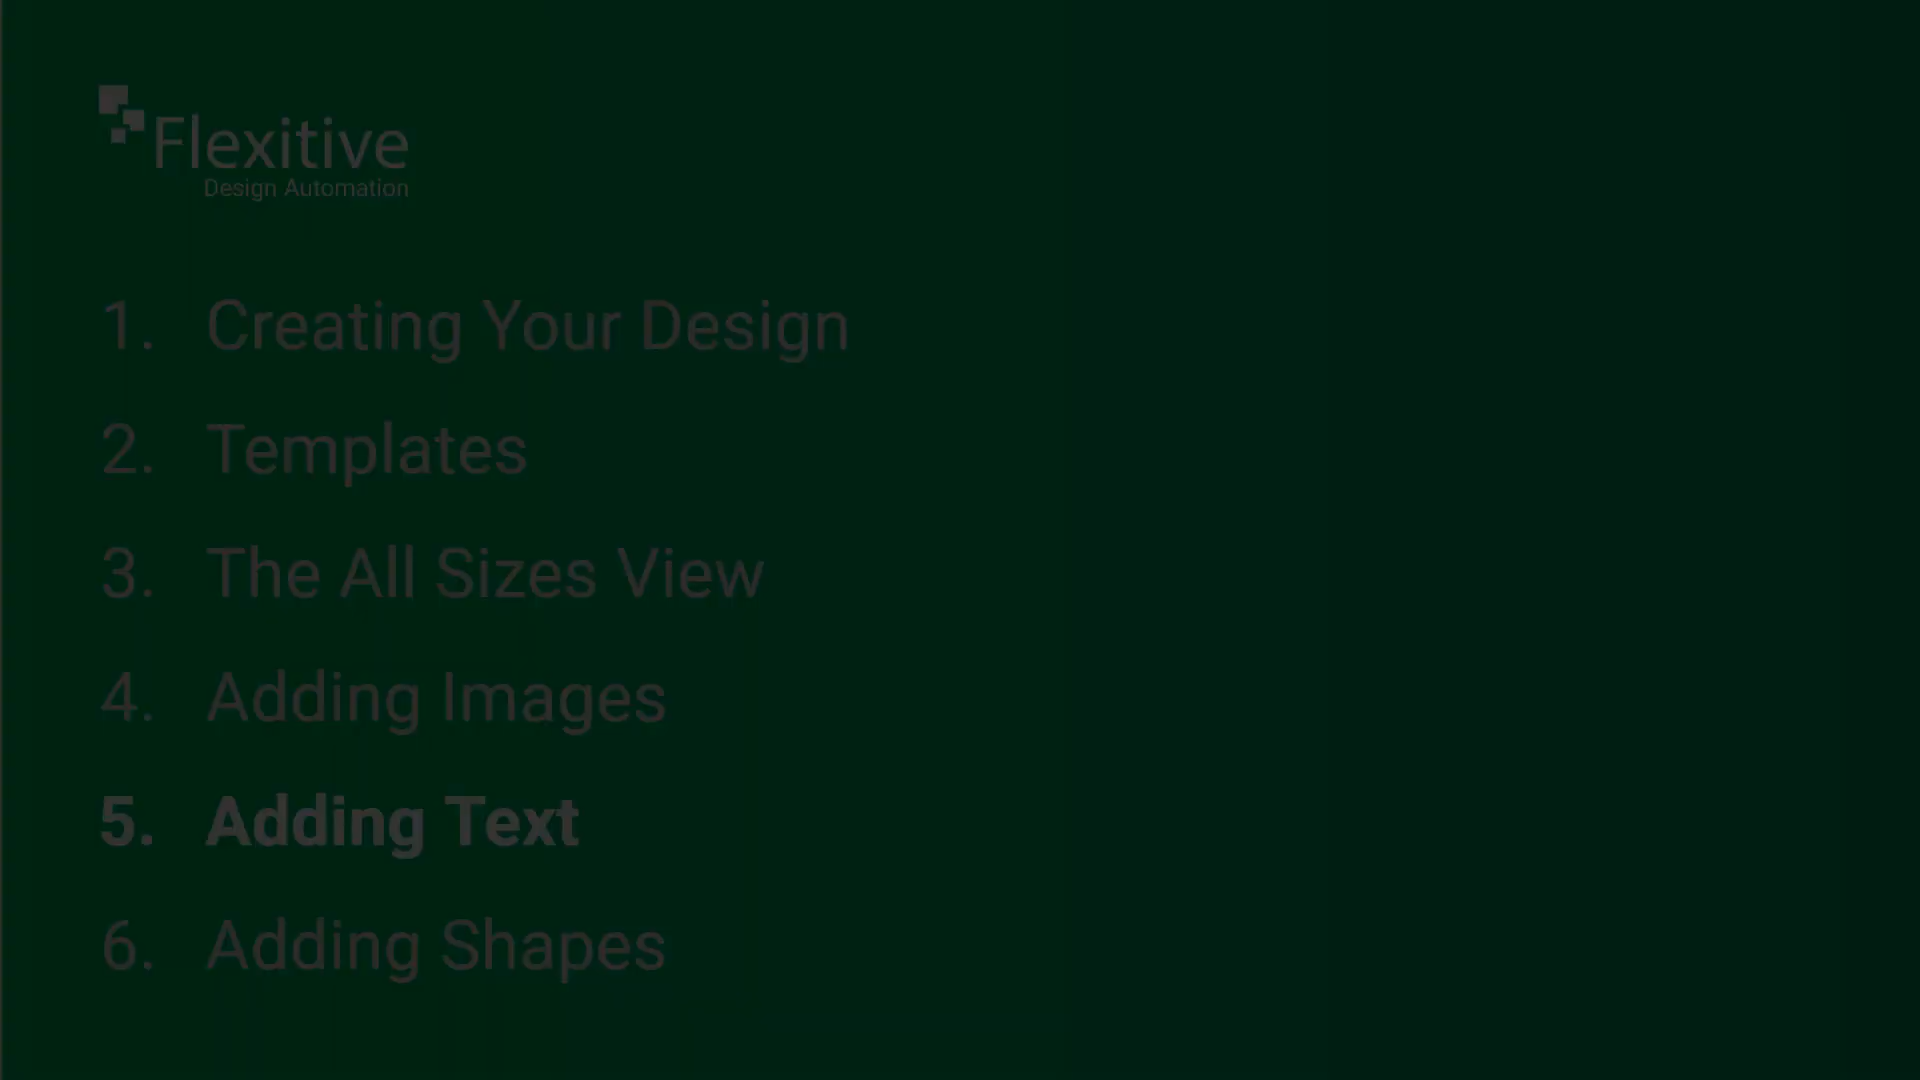 Flexitive
Design Automation
1. Creating Your Design
2. Templates
3. The All Sizes View
4. Adding Images
5. Adding Text
6. Adding Shapes